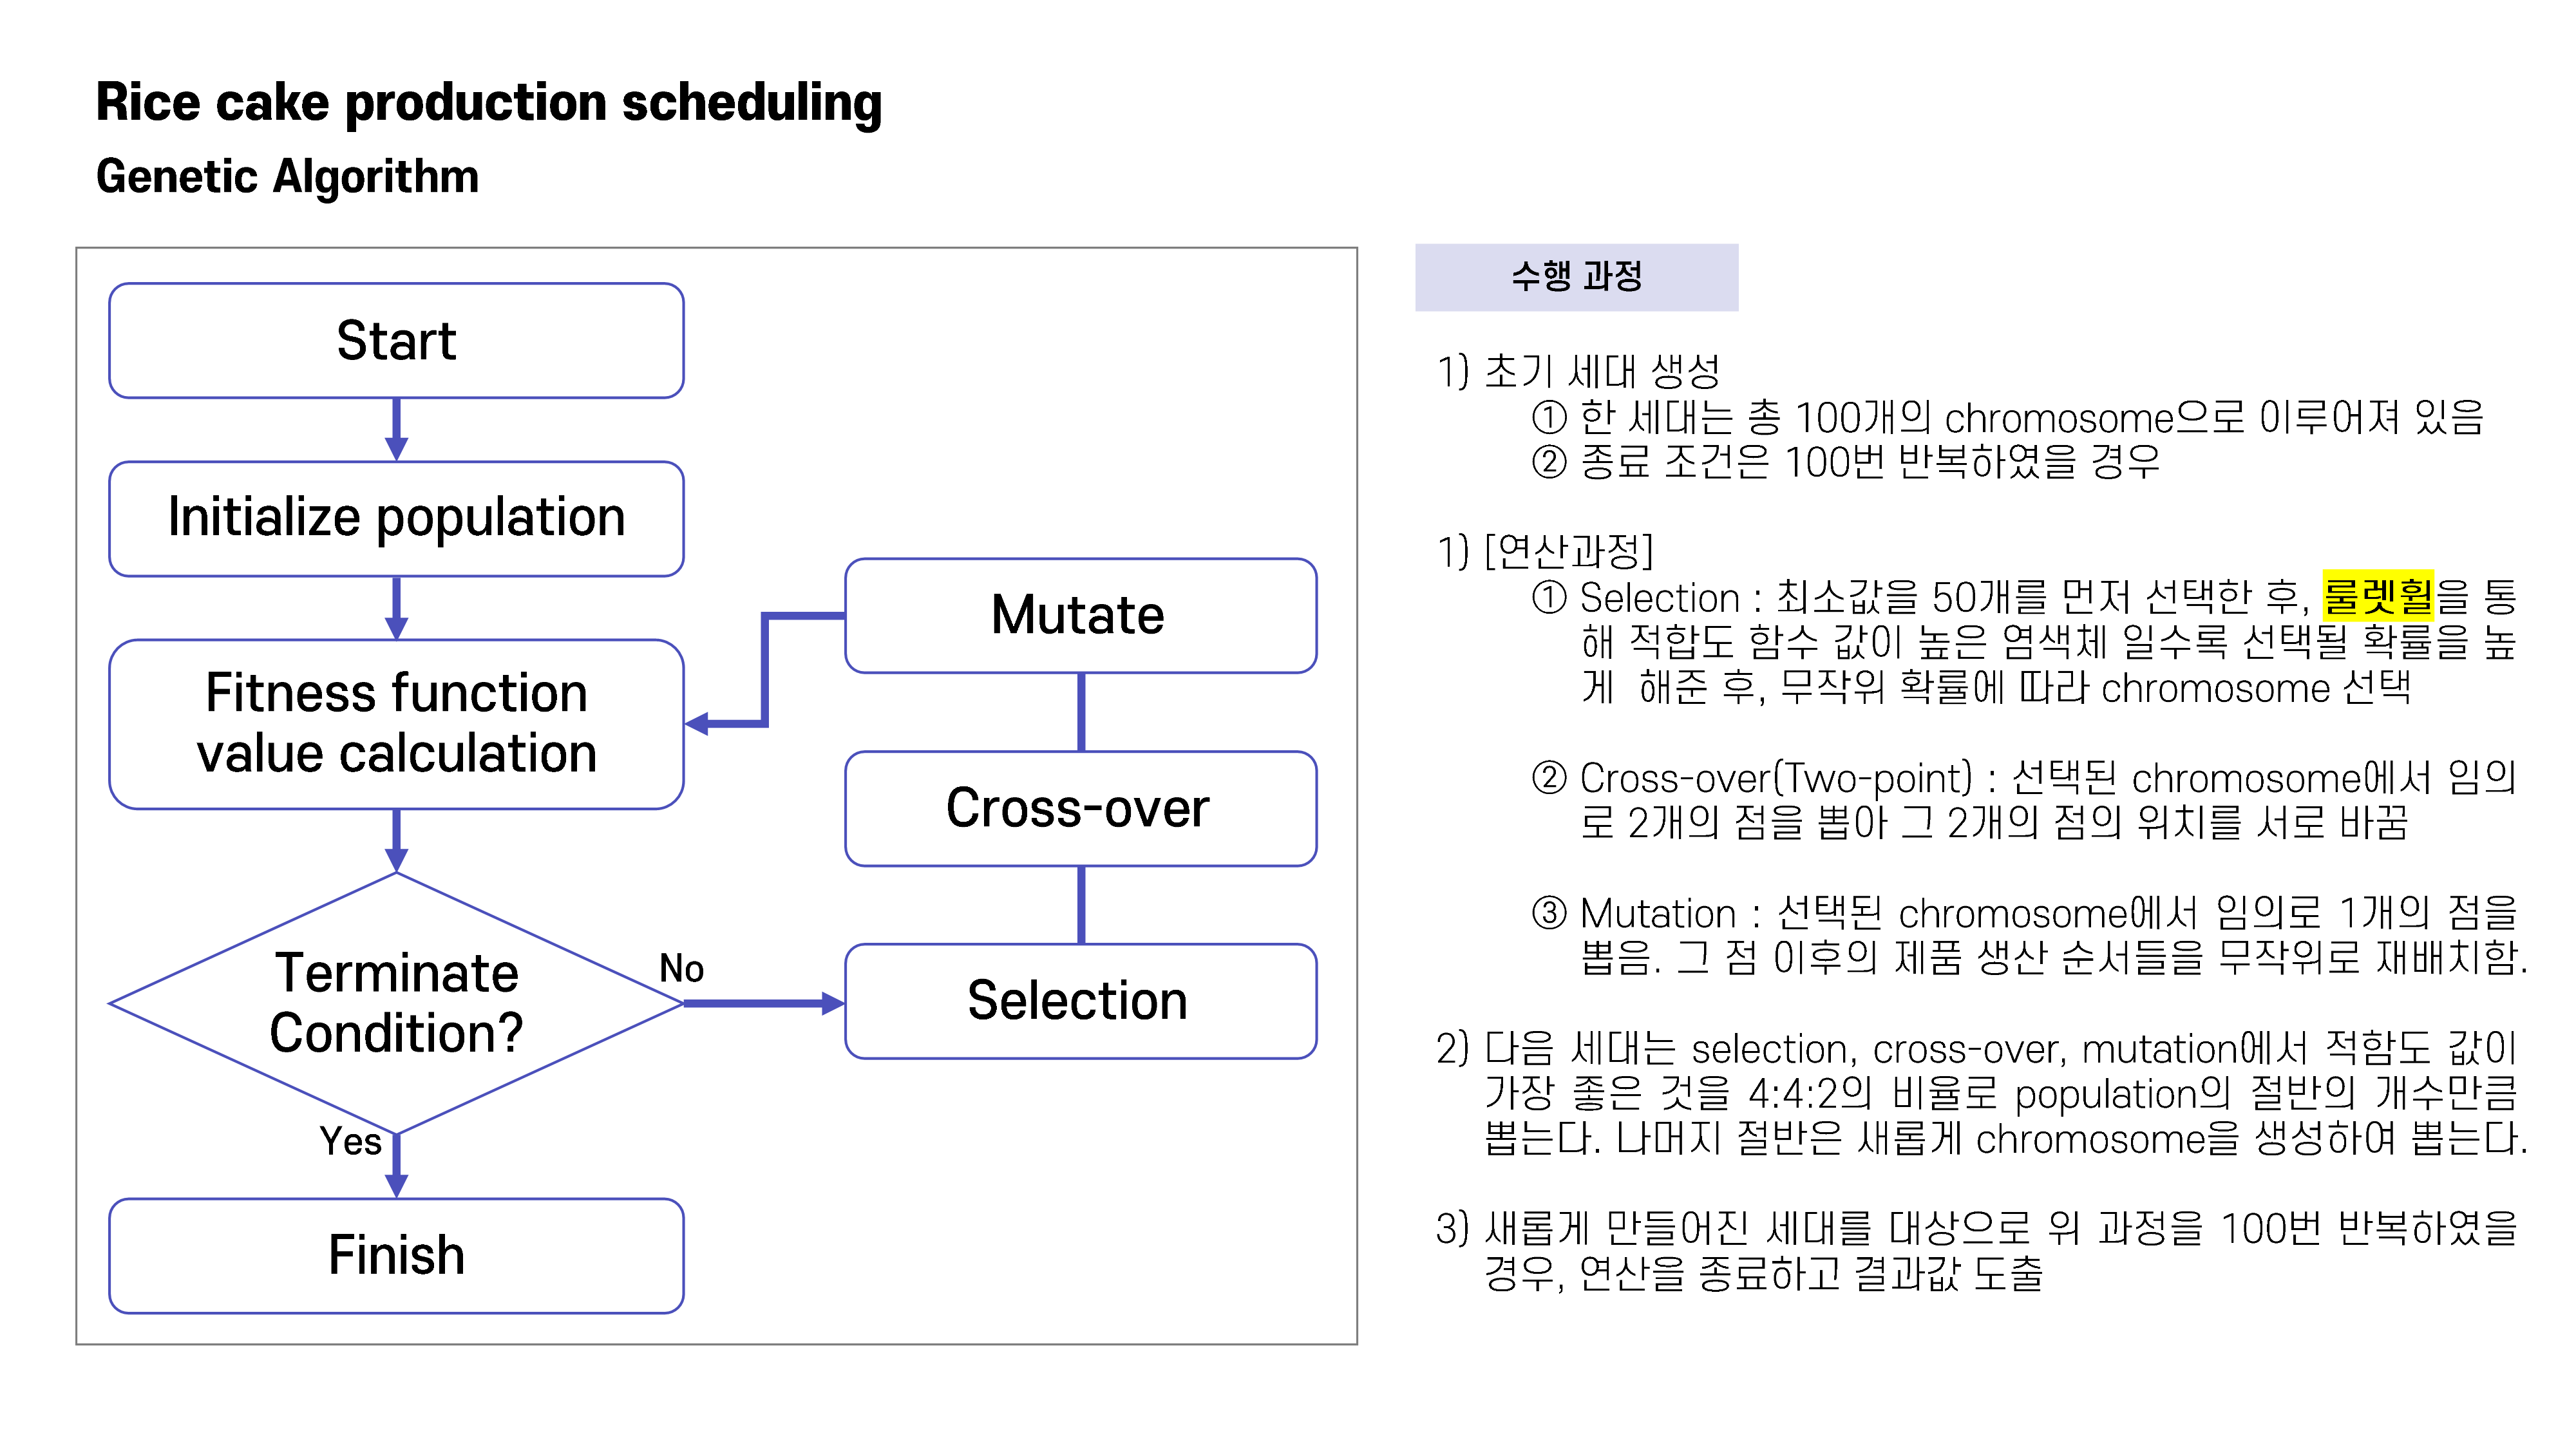 Rice cake production scheduling
Genetic Algorithm
Start
Initialize population
Fitness function
value calculation
Terminate
Condition?
No
Yes
Finish
Mutate
Cross-over
Selection
수행 과정
1) 초기 세대 생성
① 한 세대는 총 100개의 chromosome으로 이루어져 있음
② 종료 조건은 100번 반복하였을 경우
1) [연산과정]
① Selection : 최소값을 50개를 먼저 선택한 후, 룰렛휠을 통
해 적합도 함수 값이 높은 염색체 일수록 선택될 확률을 높
게 해준 후, 무작위 확률에 따라 chromosome 선택
② Cross-over(Two-point) : 선택된 chromosome에서 임의
로 2개의 점을 뽑아 그 2개의 점의 위치를 서로 바꿈
③ Mutation : 선택된 chromosome에서 임의로 1개의 점을
뽑음. 그 점 이후의 제품 생산 순서들을 무작위로 재배치함.
2) 다음 세대는 selection, cross-over, mutation에서 적함도 값이
가장 좋은 것을 4:4:2의 비율로 population의 절반의 개수만큼
뽑는다. 나머지 절반은 새롭게 chromosome을 생성하여 뽑는다.
3) 새롭게 만들어진 세대를 대상으로 위 과정을 100번 반복하였을
경우, 연산을 종료하고 결과값 도출